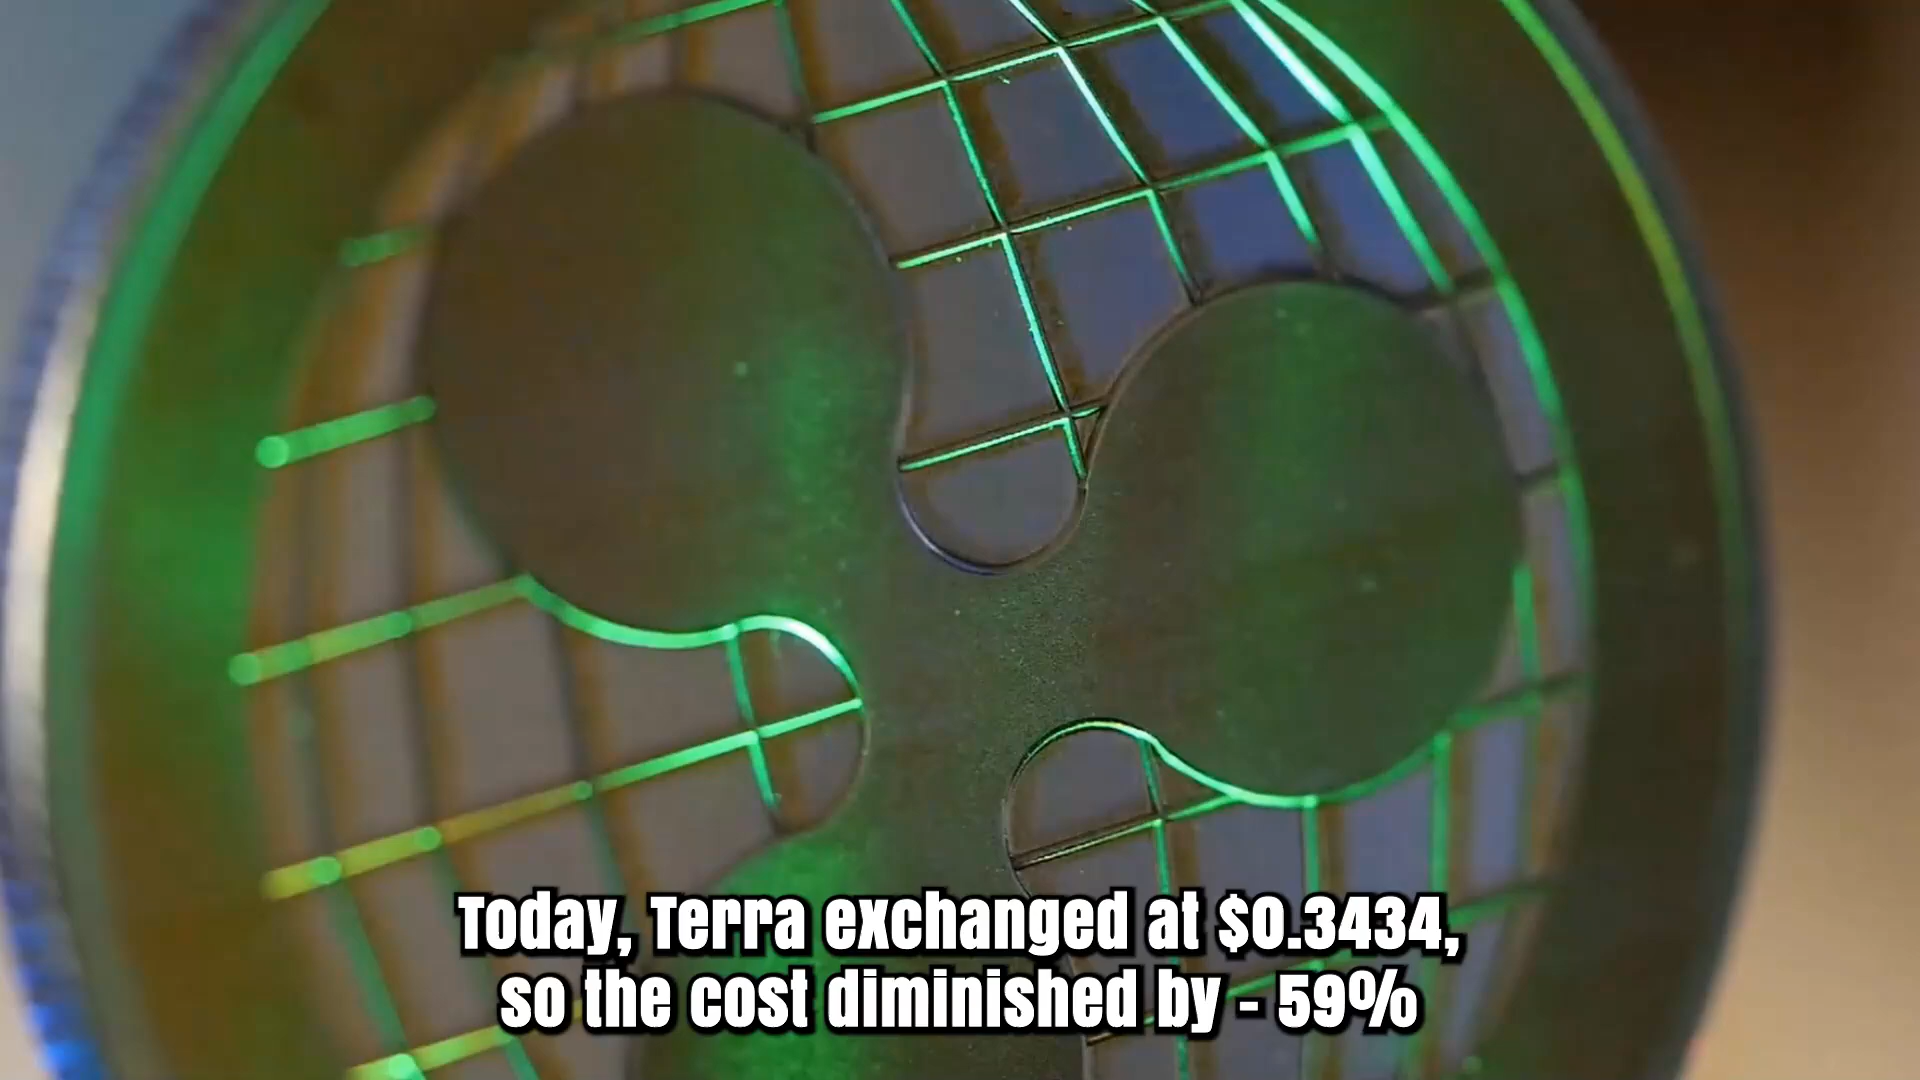 Today, Terra exchanged at $0.3434,
so the cost diminished by - 59%